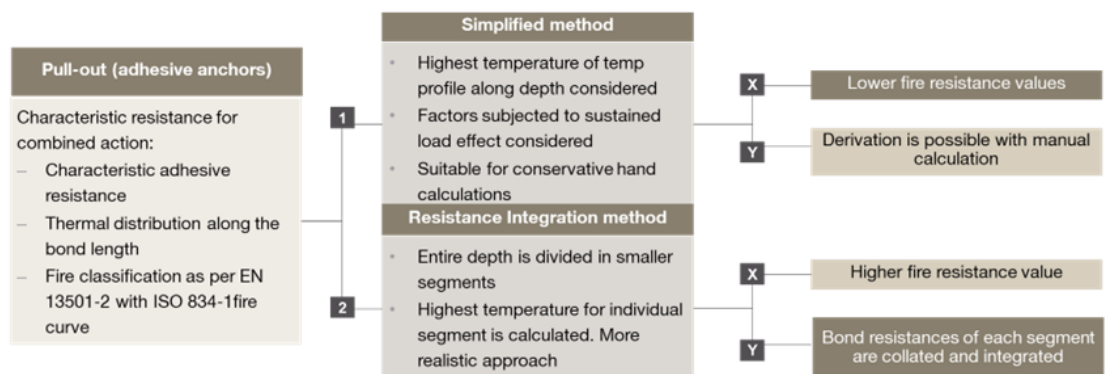 Pull-out (adhesive anchors)
Characteristic resistance for
combined action:
– Characteristic adhesive
resistance
– Thermal distribution along the
bond length
– Fire classification as per EN
13501-2 with ISO 834-1fire
curve
1
2
Simplified method
• Highest temperature of temp
profile along depth considered
• Factors subjected to sustained
load effect considered
• Suitable for conservative hand
calculations
X
Lower fire resistance values
Y
Derivation is possible with manual
calculation
Resistance Integration method
• Entire depth is divided in smaller
segments
• Highest temperature for individual
segment is calculated. More
realistic approach
X
Higher fire resistance value
Y
Bond resistances of each segment
are collated and integrated